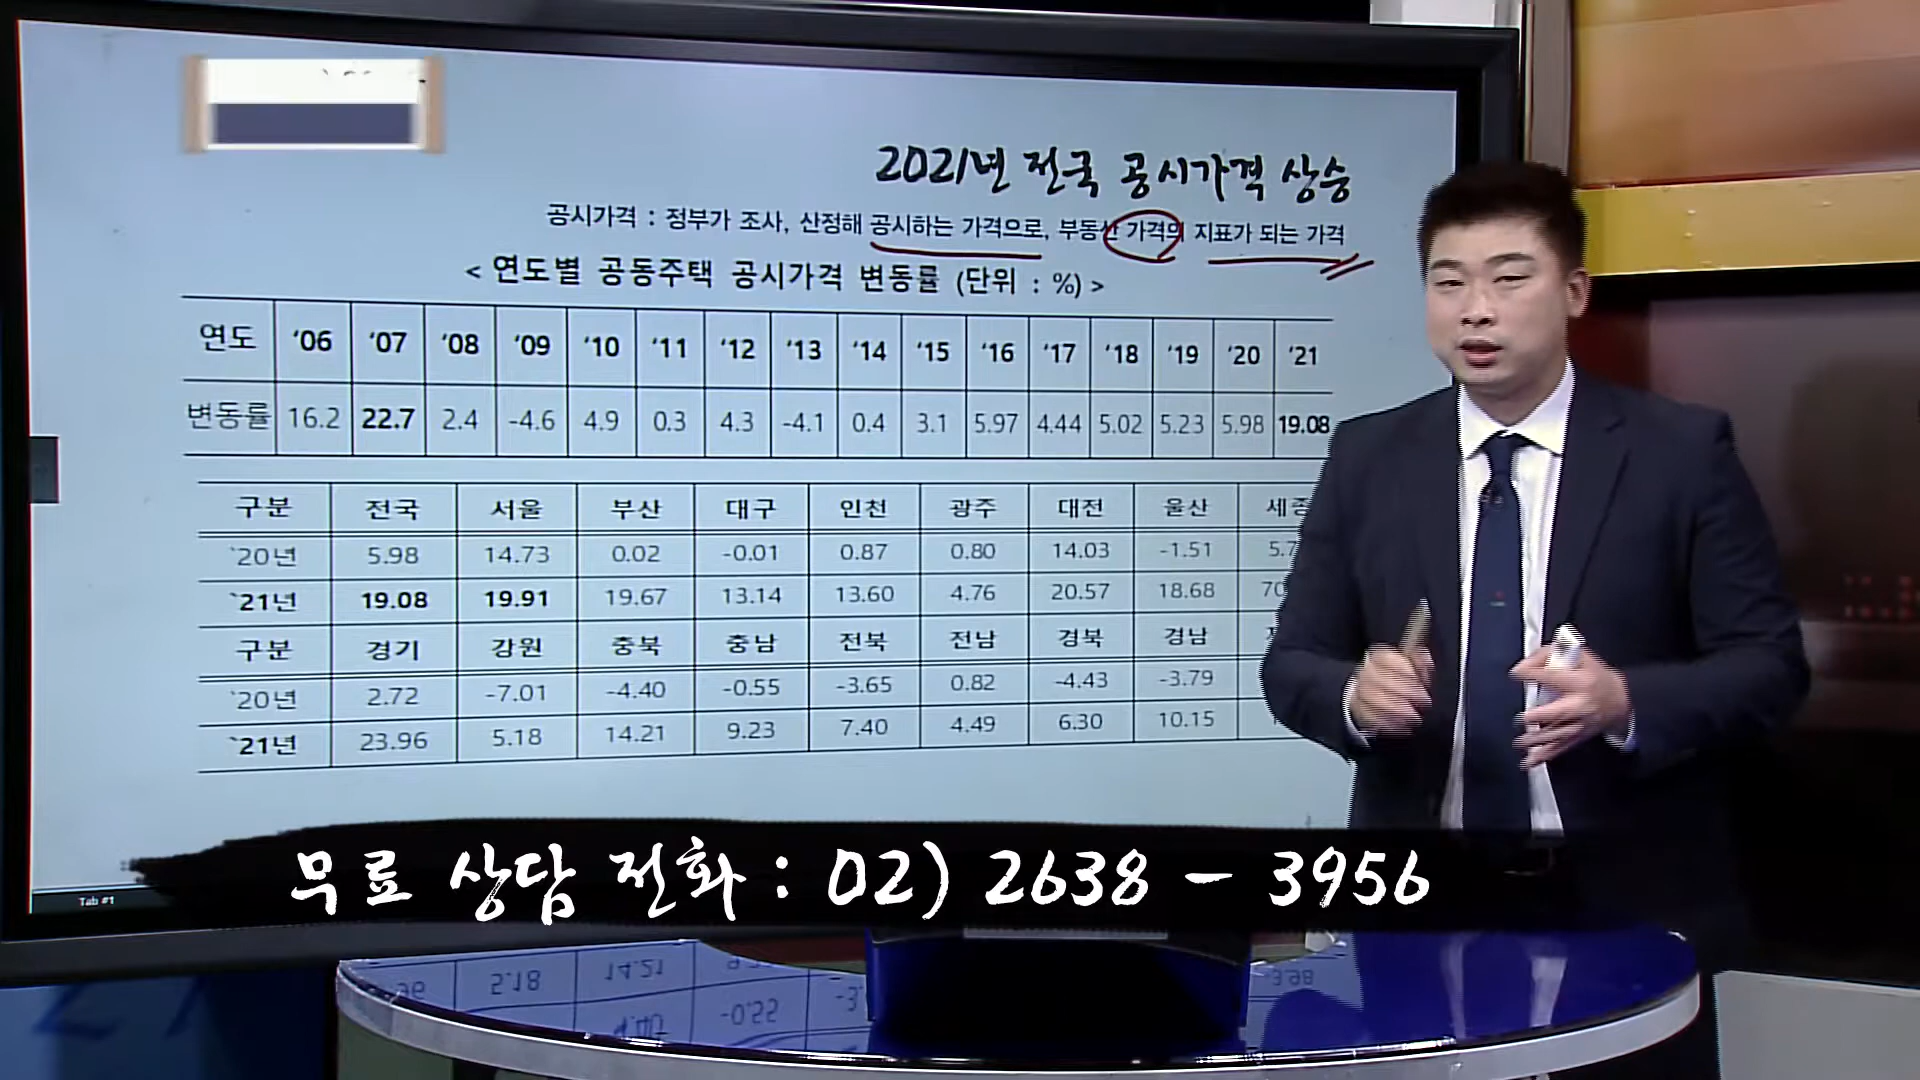 2021년 전국 공시가격 상승
공시가격 : 정부가 조사, 산정해 공시하는 가격으로, 부동산 가격의 지표가 되는 가격
< 연도별 공동주택 공시가격 변동률 (단위 : %) >
연도 ‘06 ‘07 ‘08 ‘09 ‘10 ‘11 ‘12 ‘13 ‘14 ‘15 ‘16 ‘17 ‘18 ‘19 ‘20 ‘21
변동률 16.2 22.7 2.4 -4.6 4.9 0.3 4.3 -4.1 0.4 3.1 5.97 4.44 5.02 5.23 5.98 19.08
구분 전국 서울 부산 대구 인천 광주 대전 울산
`20년 5.98 14.73 0.02 -0.01 0.87 0.80 14.03 -1.51
`21년 19.08 19.91 19.67 13.14 13.60 4.76 20.57 18.68
구분 경기 강원 충북 충남 전북 전남 경북 경남
`20년 2.72 -7.01 -4.40 -0.55 -3.65 0.82 -4.43 -3.79
`21년 23.96 5.18 14.21 9.23 7.40 4.49 6.30 10.15
무료 상담 전화 : 02) 2638 - 3956
Tab #1